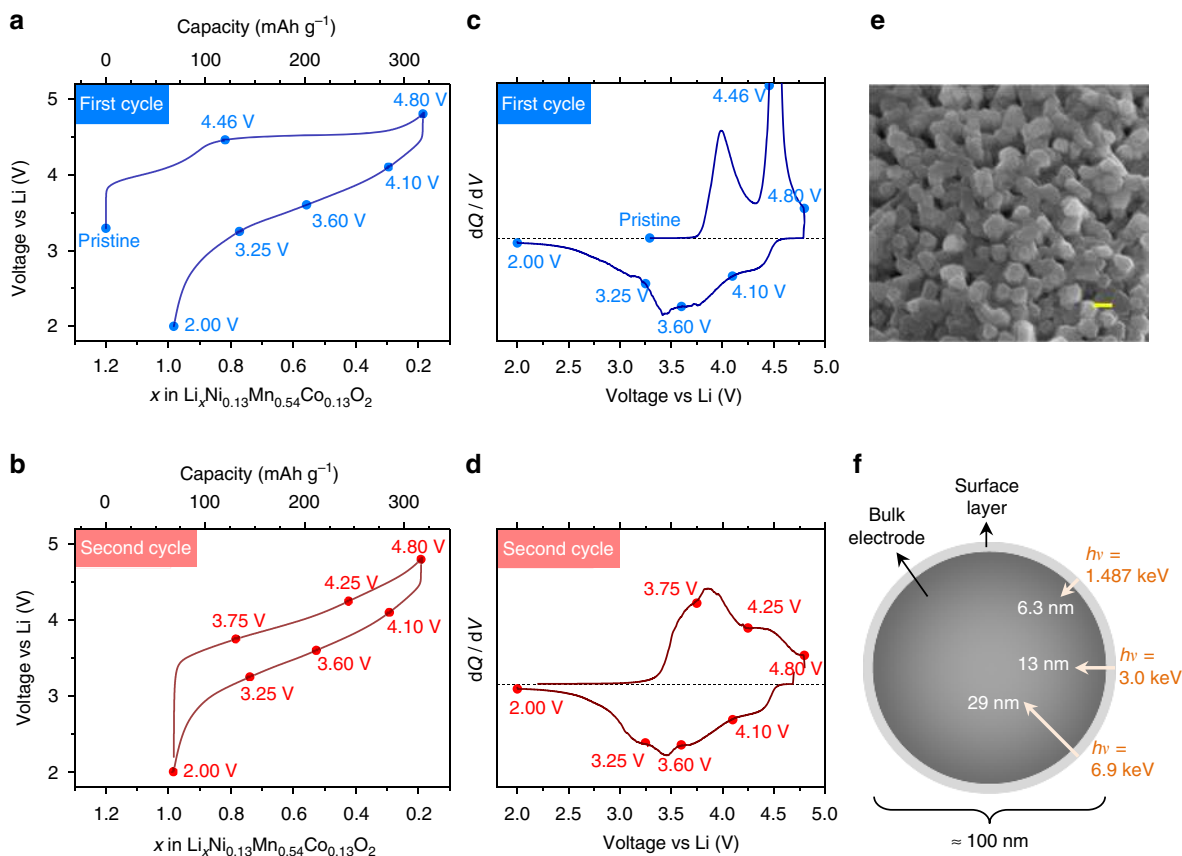 a
Capacity (mAh g⁻¹)
0 100 200 300
First cycle
5
4
3
2
Voltage vs Li (V)
4.80 V
4.46 V
4.10 V
3.60 V
3.25 V
Pristine
2.00 V
1.2 1.0 0.8 0.6 0.4 0.2
x in LiₓNi₀.₁₃Mn₀.₅₄Co₀.₁₃O₂
c
First cycle
dQ / dV
4.46 V
4.80 V
Pristine
2.00 V
3.25 V
3.60 V
4.10 V
2.0 2.5 3.0 3.5 4.0 4.5 5.0
Voltage vs Li (V)
e
b
Capacity (mAh g⁻¹)
0 100 200 300
Second cycle
5
4
3
2
Voltage vs Li (V)
4.80 V
4.25 V
3.75 V
4.10 V
3.60 V
3.25 V
2.00 V
1.2 1.0 0.8 0.6 0.4 0.2
x in LiₓNi₀.₁₃Mn₀.₅₄Co₀.₁₃O₂
d
Second cycle
dQ / dV
3.75 V
4.25 V
4.80 V
2.00 V
4.10 V
3.25 V
3.60 V
2.0 2.5 3.0 3.5 4.0 4.5 5.0
Voltage vs Li (V)
f
Surface
layer
Bulk
electrode
hν =
1.487 keV
6.3 nm
13 nm
hν =
3.0 keV
29 nm
hν =
6.9 keV
≈ 100 nm